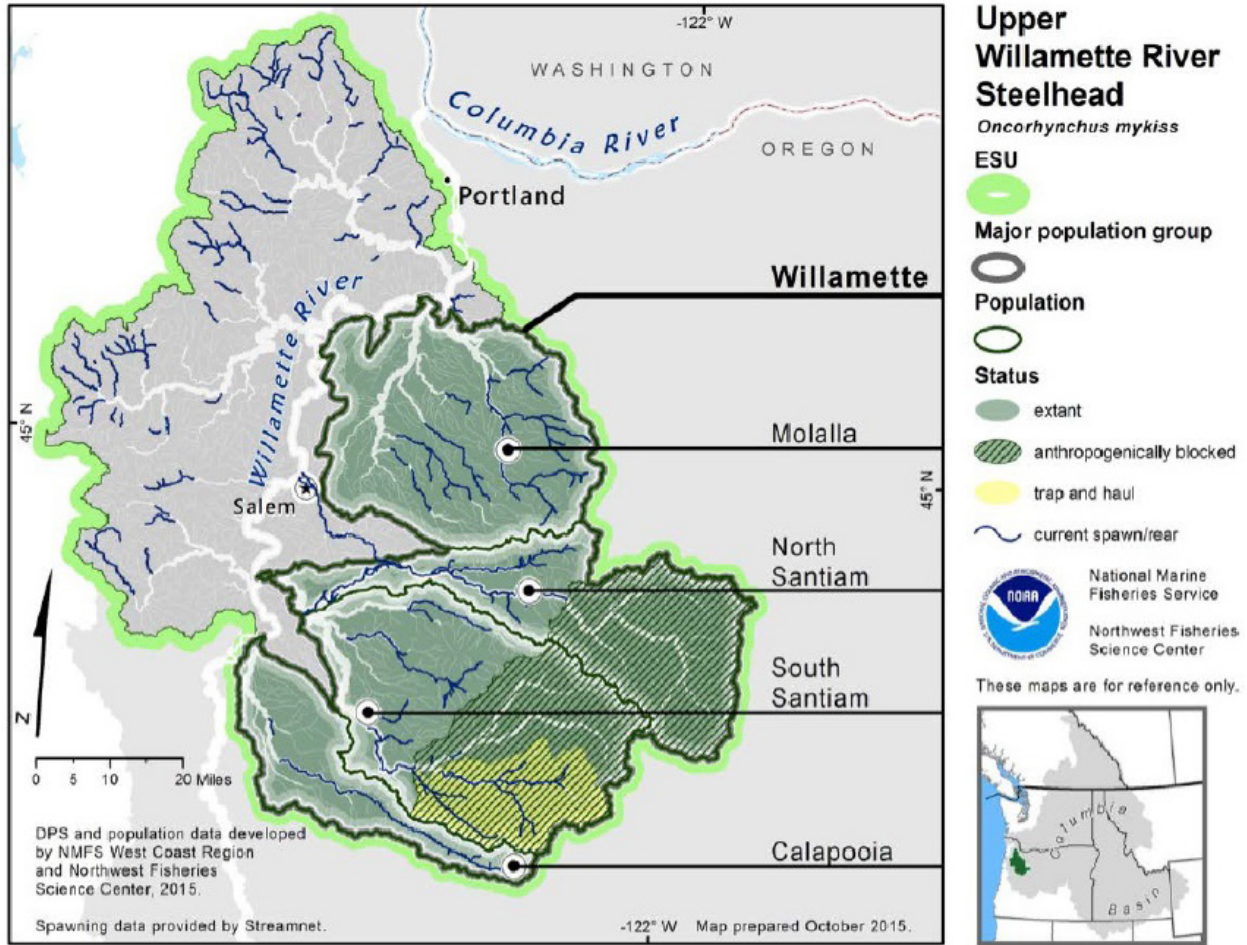 -122° W
WASHINGTON
Columbia River
OREGON
Portland
Willamette
Willamette River
45° N
Molalla
45° N
Salem
North
Santiam
South
Santiam
Calapooia
N
0 5 10 20 Miles
DPS and population data developed
by NMFS West Coast Region
and Northwest Fisheries
Science Center, 2015.
Spawning data provided by Streamnet.
-122° W
Map prepared October 2015.
Upper
Willamette River
Steelhead
Oncorhynchus mykiss
ESU
Major population group
Population
Status
extant
anthropogenically blocked
trap and haul
current spawn/rear
NOAA
National Marine
Fisheries Service
Northwest Fisheries
Science Center
These maps are for reference only.
Columbia
Basin